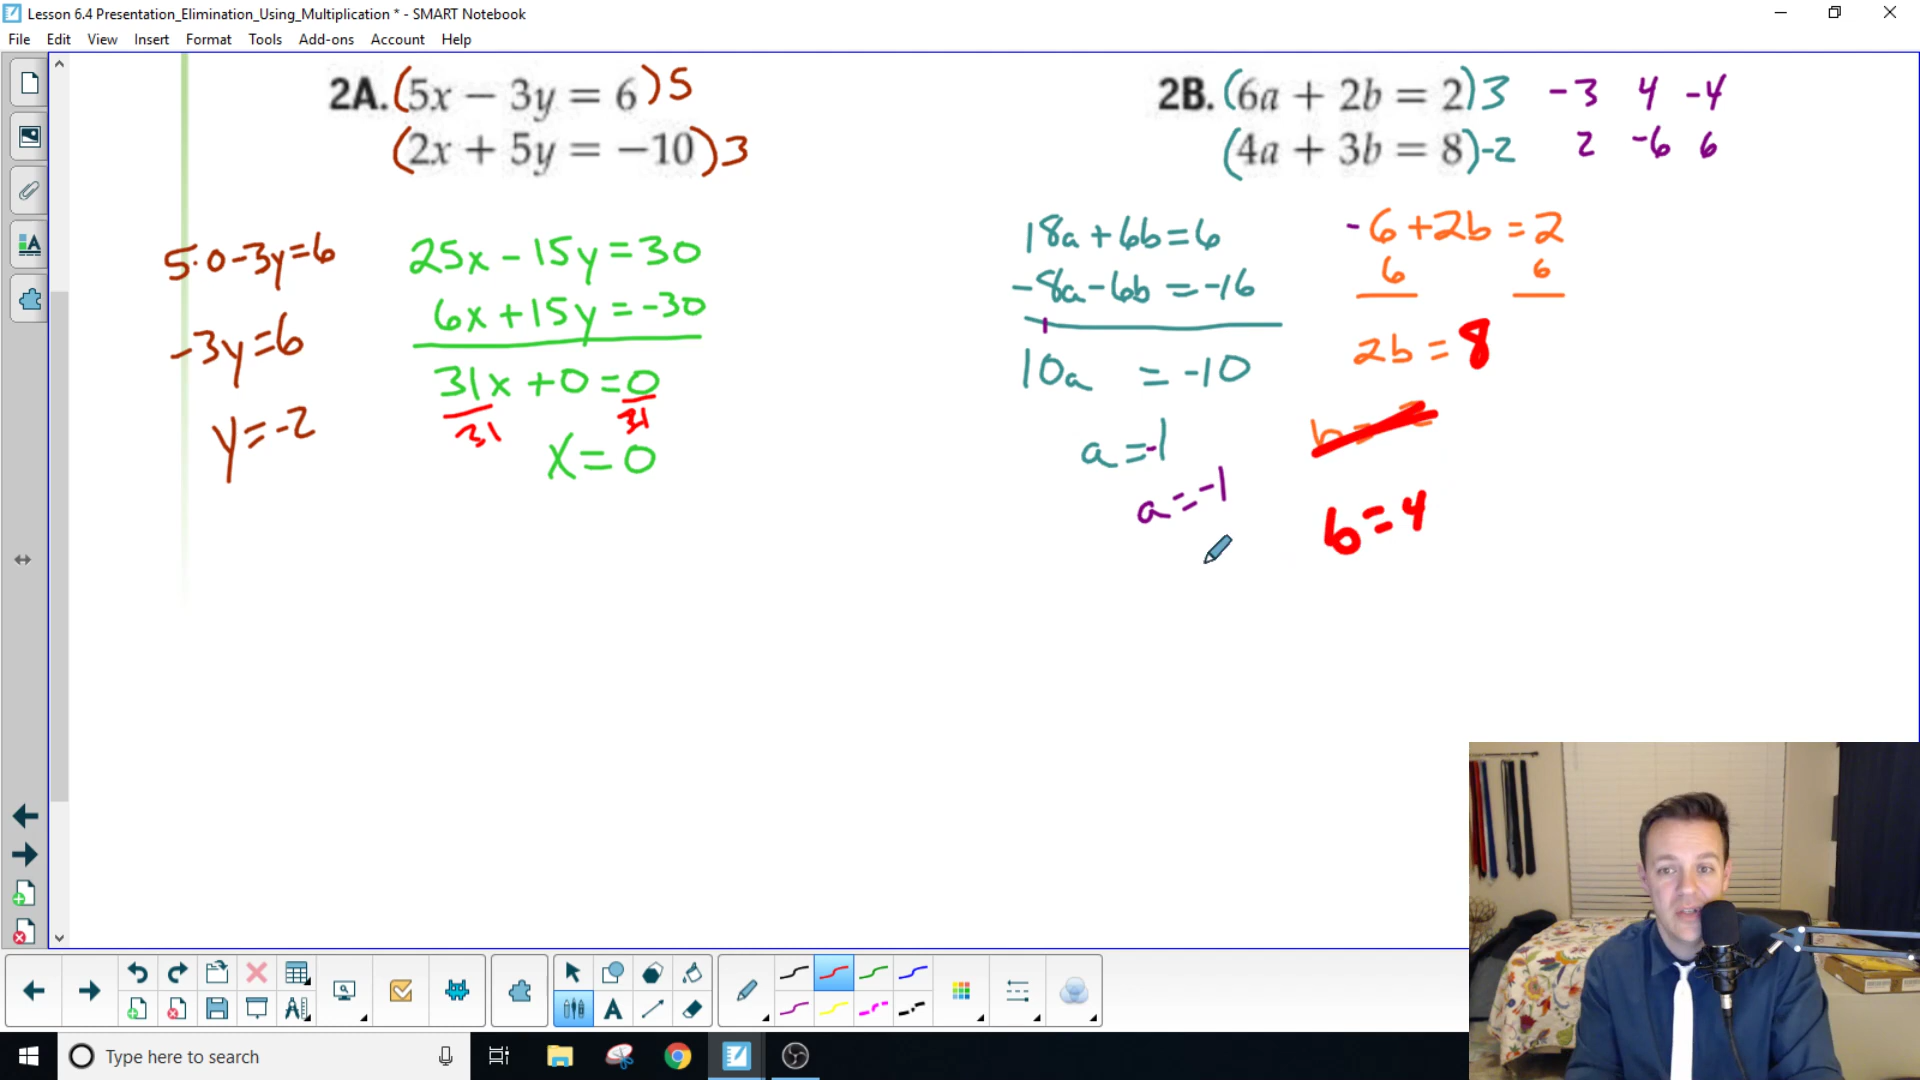 Lesson 6.4 Presentation_Elimination_Using_Multiplication * - SMART Notebook
File Edit View Insert Format Tools Add-ons Account Help
2A. (5x − 3y = 6)5
(2x + 5y = −10)3
5·0-3y=6
-3y=6
y=-2
25x - 15y = 30
6x + 15y = -30
31x + 0 = 0
31 31
x = 0
2B. (6a + 2b = 2)3 -3 4 -4
(4a + 3b = 8)-2 2 -6 6
18a + 6b = 6
-8a - 6b = -16
10a = -10
a = -1
a = -1
-6 + 2b = 2
6 6
2b = 8
b = 4
Type here to search